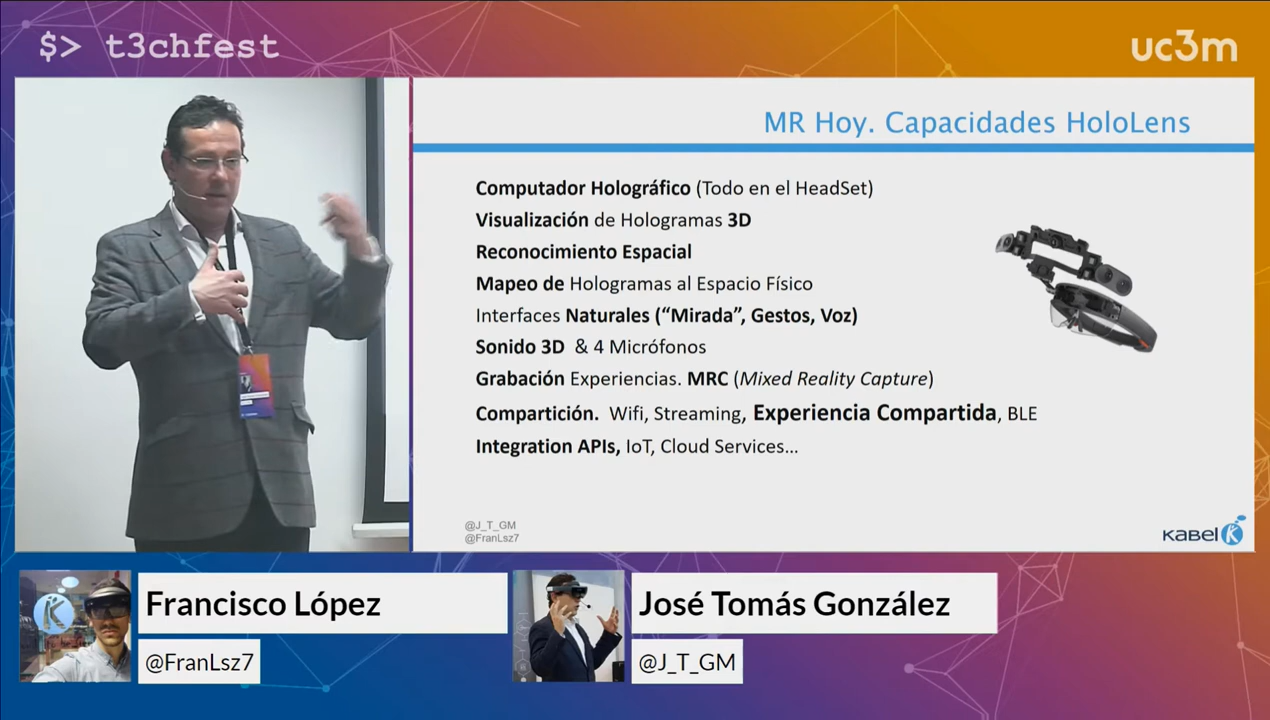 $> t3chfest
uc3m
MR Hoy. Capacidades HoloLens
Computador Holográfico (Todo en el HeadSet)
Visualización de Hologramas 3D
Reconocimiento Espacial
Mapeo de Hologramas al Espacio Físico
Interfaces Naturales (“Mirada”, Gestos, Voz)
Sonido 3D & 4 Micrófonos
Grabación Experiencias. MRC (Mixed Reality Capture)
Compartición. Wifi, Streaming, Experiencia Compartida, BLE
Integration APIs, IoT, Cloud Services...
@J_T_GM
@FranLsz7
KABEL K
Francisco López
@FranLsz7
José Tomás González
@J_T_GM